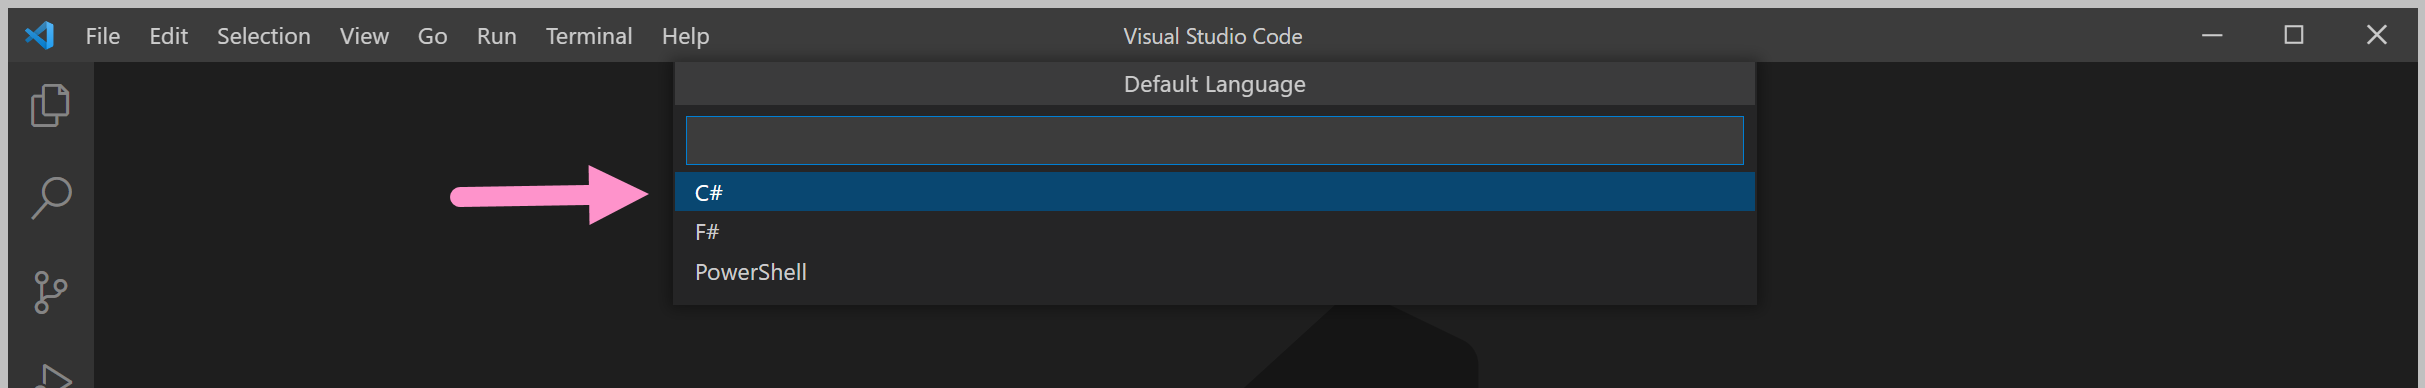 File Edit Selection View Go Run Terminal Help Visual Studio Code
Default Language
C#
F#
PowerShell